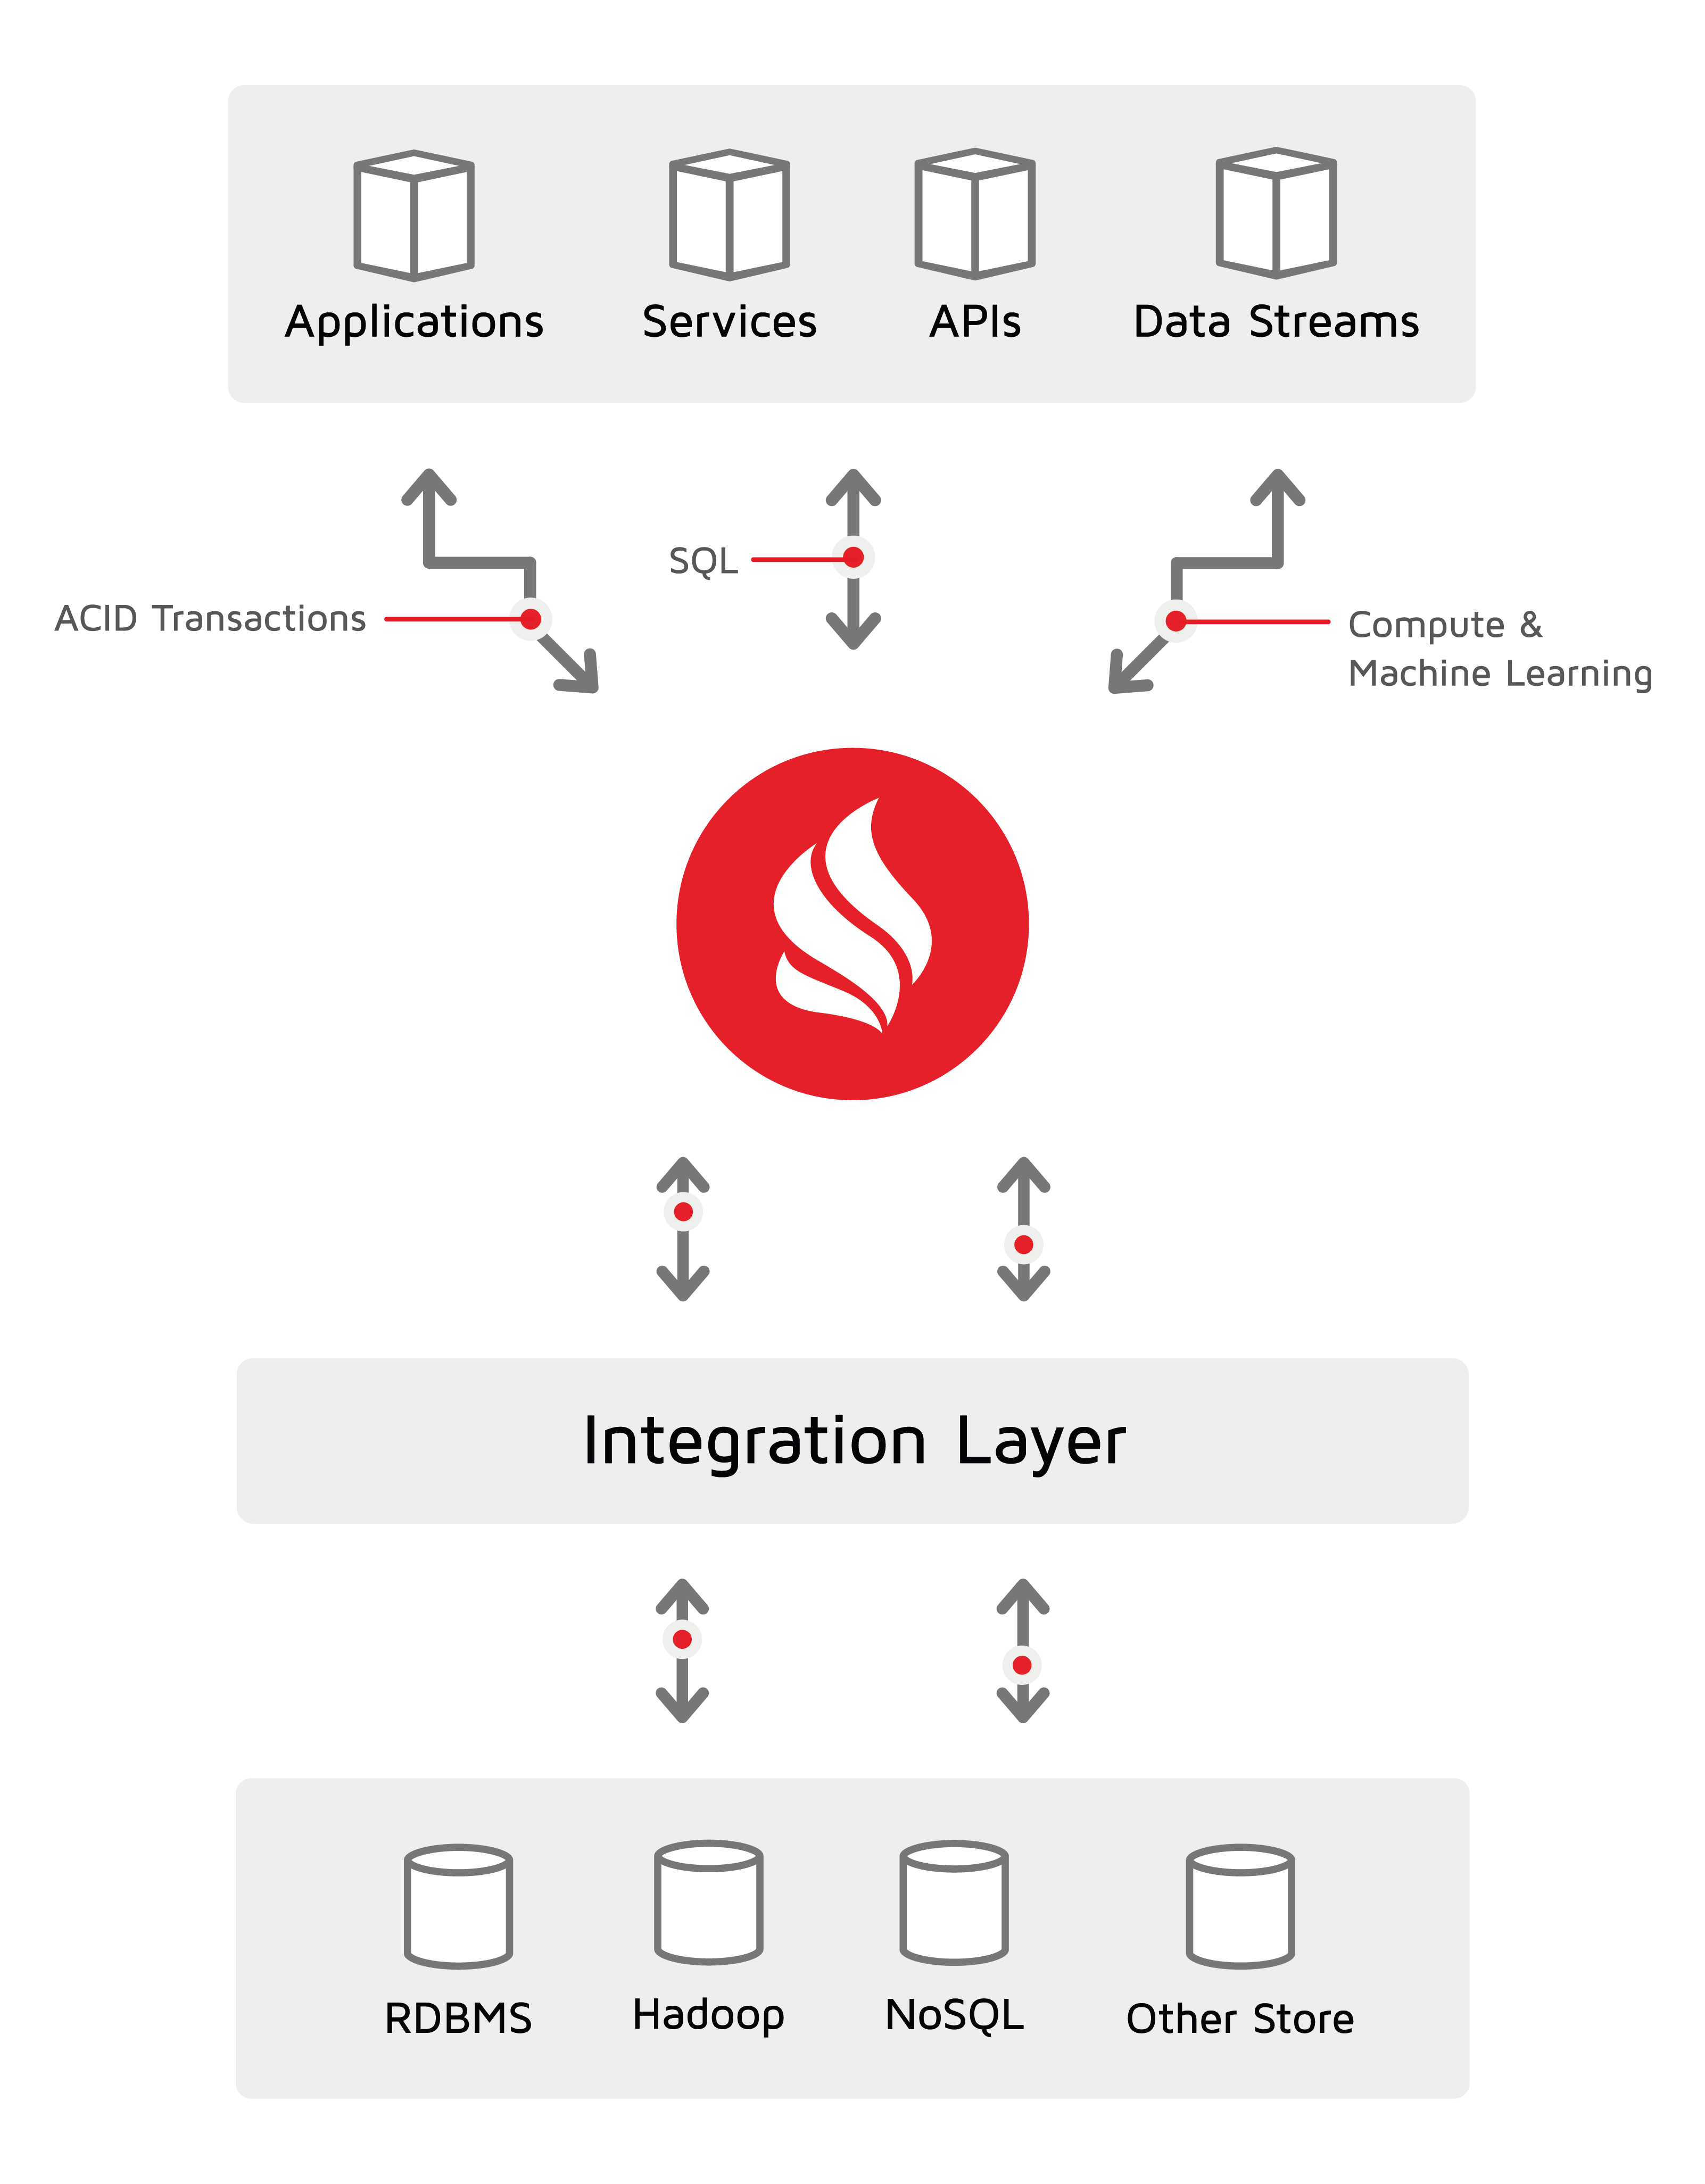 Applications
Services
APIs
Data Streams
SQL
ACID Transactions
Compute &
Machine Learning
Integration Layer
RDBMS
Hadoop
NoSQL
Other Store